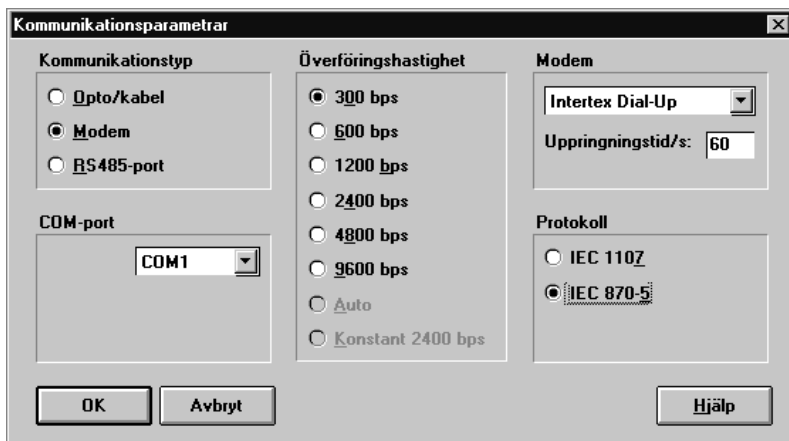 Kommunikationsparametrar
Kommunikationstyp
Opto/kabel
Modem
RS485-port
COM-port
COM1
Överföringshastighet
300 bps
600 bps
1200 bps
2400 bps
4800 bps
9600 bps
Auto
Konstant 2400 bps
Modem
Intertex Dial-Up
Uppringningstid/s: 60
Protokoll
IEC 1107
IEC 870-5
OK
Avbryt
Hjälp